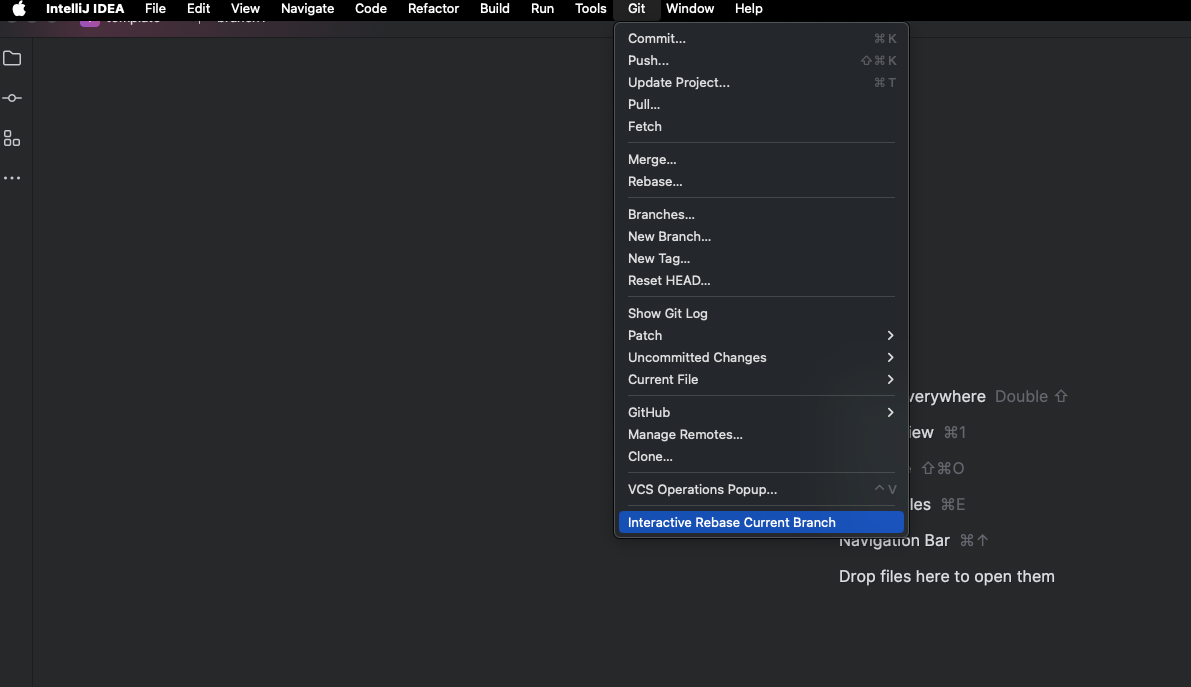 IntelliJ IDEA File Edit View Navigate Code Refactor Build Run Tools Git Window Help
Commit... ⌘K
Push... ⇧⌘K
Update Project... ⌘T
Pull...
Fetch
Merge...
Rebase...
Branches...
New Branch...
New Tag...
Reset HEAD...
Show Git Log
Patch
Uncommitted Changes
Current File
GitHub
Manage Remotes...
Clone...
VCS Operations Popup... ^V
Interactive Rebase Current Branch
verywhere Double ⇧
iew ⌘1
⇧⌘O
les ⌘E
Navigation Bar ⌘↑
Drop files here to open them